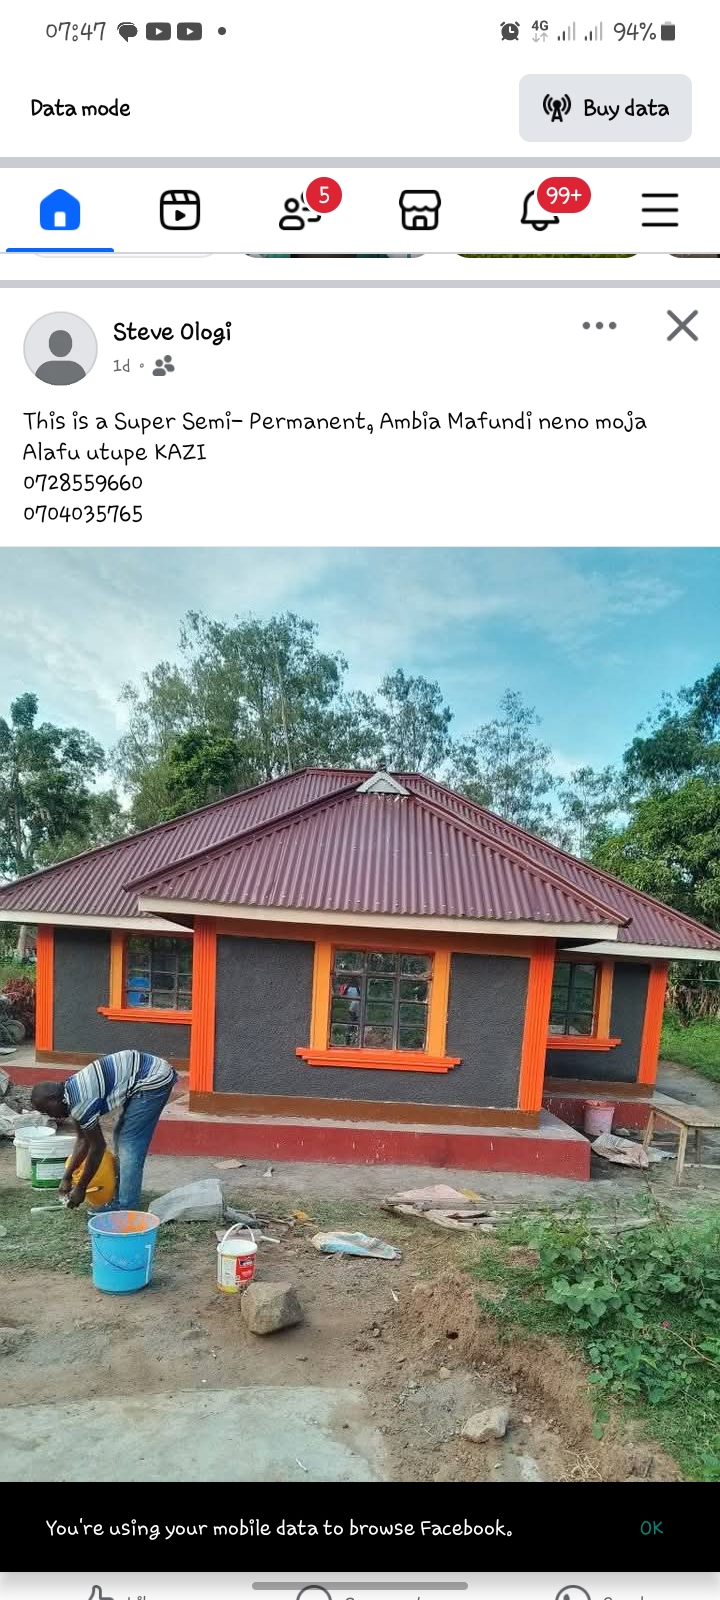 07:47 4G 94%
Data mode Buy data
5 99+
Steve Ologi
1d
This is a Super Semi- Permanent, Ambia Mafundi neno moja
Alafu utupe KAZI
0728559660
0704035765
You're using your mobile data to browse Facebook. OK